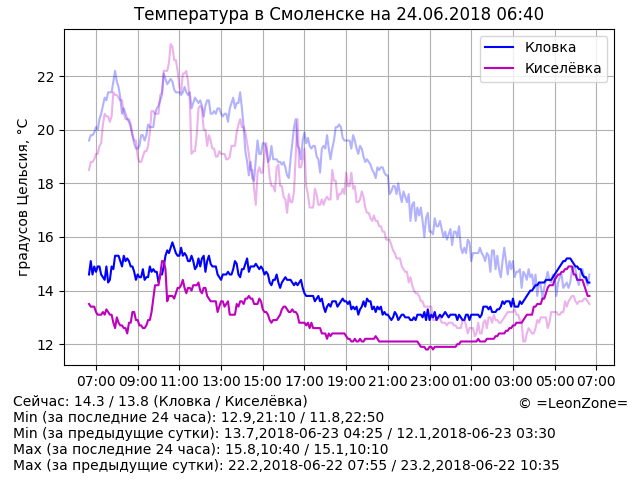 Температура в Смоленске на 24.06.2018 06:40
Кловка
Киселёвка
градусов Цельсия, °C
22
20
18
16
14
12
07:00 09:00 11:00 13:00 15:00 17:00 19:00 21:00 23:00 01:00 03:00 05:00 07:00
Сейчас: 14.3 / 13.8 (Кловка / Киселёвка)
© =LeonZone=
Min (за последние 24 часа): 12.9,21:10 / 11.8,22:50
Min (за предыдущие сутки): 13.7,2018-06-23 04:25 / 12.1,2018-06-23 03:30
Max (за последние 24 часа): 15.8,10:40 / 15.1,10:10
Max (за предыдущие сутки): 22.2,2018-06-22 07:55 / 23.2,2018-06-22 10:35